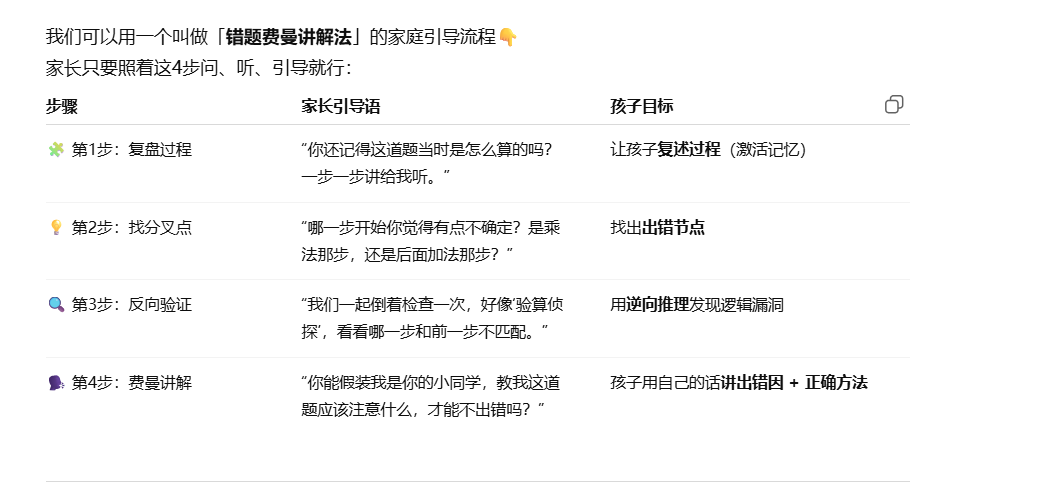 我们可以用一个叫做「错题费曼讲解法」的家庭引导流程👇
家长只要照着这4步问、听、引导就行：
步骤 家长引导语 孩子目标
🧩 第1步：复盘过程 “你还记得这道题当时是怎么算的吗？ 让孩子复述过程（激活记忆）
一步一步讲给我听。”
💡 第2步：找分叉点 “哪一步开始你觉得有点不确定？是乘 找出出错节点
法那步，还是后面加法那步？”
🔍 第3步：反向验证 “我们一起倒着检查一次，好像‘验算侦 用逆向推理发现逻辑漏洞
探’，看看哪一步和前一步不匹配。”
🗣️ 第4步：费曼讲解 “你能假装我是你的小同学，教我这道 孩子用自己的话讲出错因 + 正确方法
题应该注意什么，才能不出错吗？”